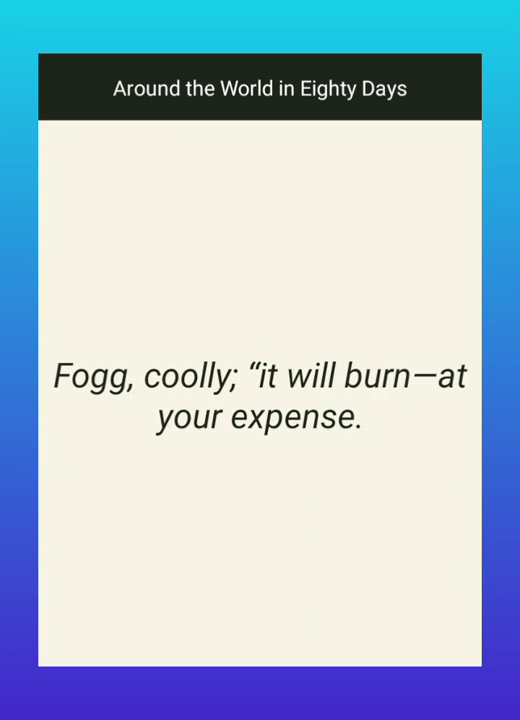 Around the World in Eighty Days
Fogg, coolly; “it will burn—at
your expense.